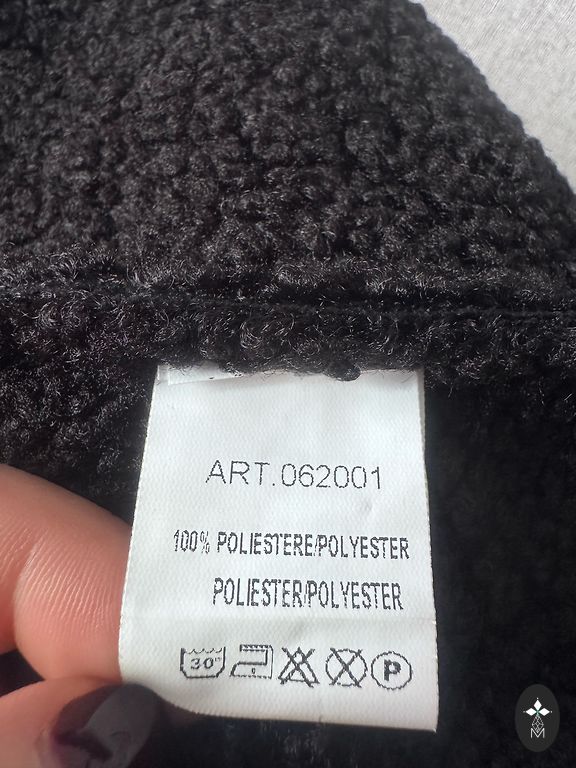 ART.062001
100% POLIESTERE/POLYESTER
POLIESTER/POLYESTER
30° P